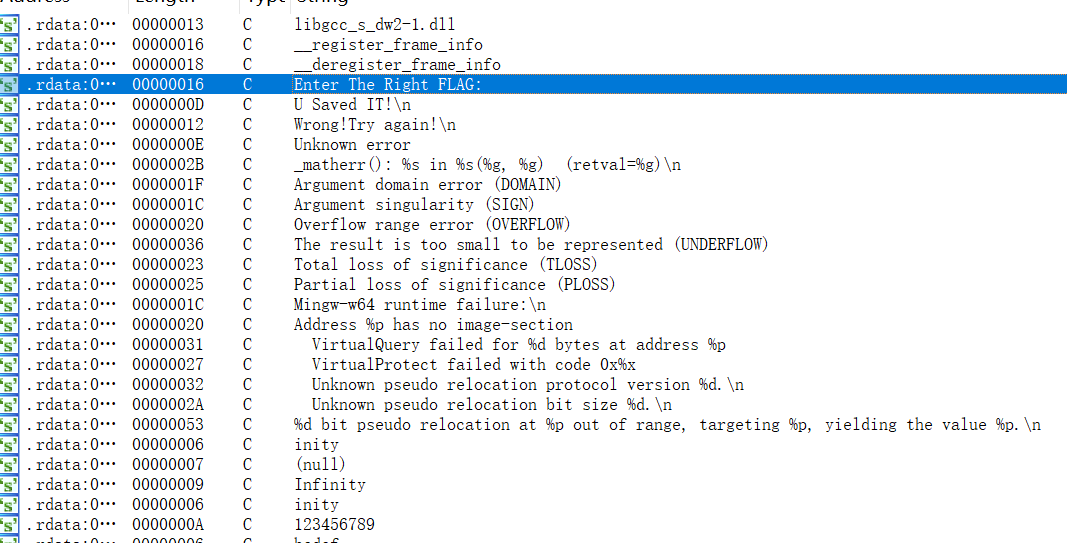 Address Length Type String
's' .rdata:0… 00000013 C libgcc_s_dw2-1.dll
's' .rdata:0… 00000016 C __register_frame_info
's' .rdata:0… 00000018 C __deregister_frame_info
's' .rdata:0… 00000016 C Enter The Right FLAG:
's' .rdata:0… 0000000D C U Saved IT!\n
's' .rdata:0… 00000012 C Wrong!Try again!\n
's' .rdata:0… 0000000E C Unknown error
's' .rdata:0… 0000002B C _matherr(): %s in %s(%g, %g)  (retval=%g)\n
's' .rdata:0… 0000001F C Argument domain error (DOMAIN)
's' .rdata:0… 0000001C C Argument singularity (SIGN)
's' .rdata:0… 00000020 C Overflow range error (OVERFLOW)
's' .rdata:0… 00000036 C The result is too small to be represented (UNDERFLOW)
's' .rdata:0… 00000023 C Total loss of significance (TLOSS)
's' .rdata:0… 00000025 C Partial loss of significance (PLOSS)
's' .rdata:0… 0000001C C Mingw-w64 runtime failure:\n
's' .rdata:0… 00000020 C Address %p has no image-section
's' .rdata:0… 00000031 C   VirtualQuery failed for %d bytes at address %p
's' .rdata:0… 00000027 C   VirtualProtect failed with code 0x%x
's' .rdata:0… 00000032 C   Unknown pseudo relocation protocol version %d.\n
's' .rdata:0… 0000002A C   Unknown pseudo relocation bit size %d.\n
's' .rdata:0… 00000053 C %d bit pseudo relocation at %p out of range, targeting %p, yielding the value %p.\n
's' .rdata:0… 00000006 C inity
's' .rdata:0… 00000007 C (null)
's' .rdata:0… 00000009 C Infinity
's' .rdata:0… 00000006 C inity
's' .rdata:0… 0000000A C 123456789